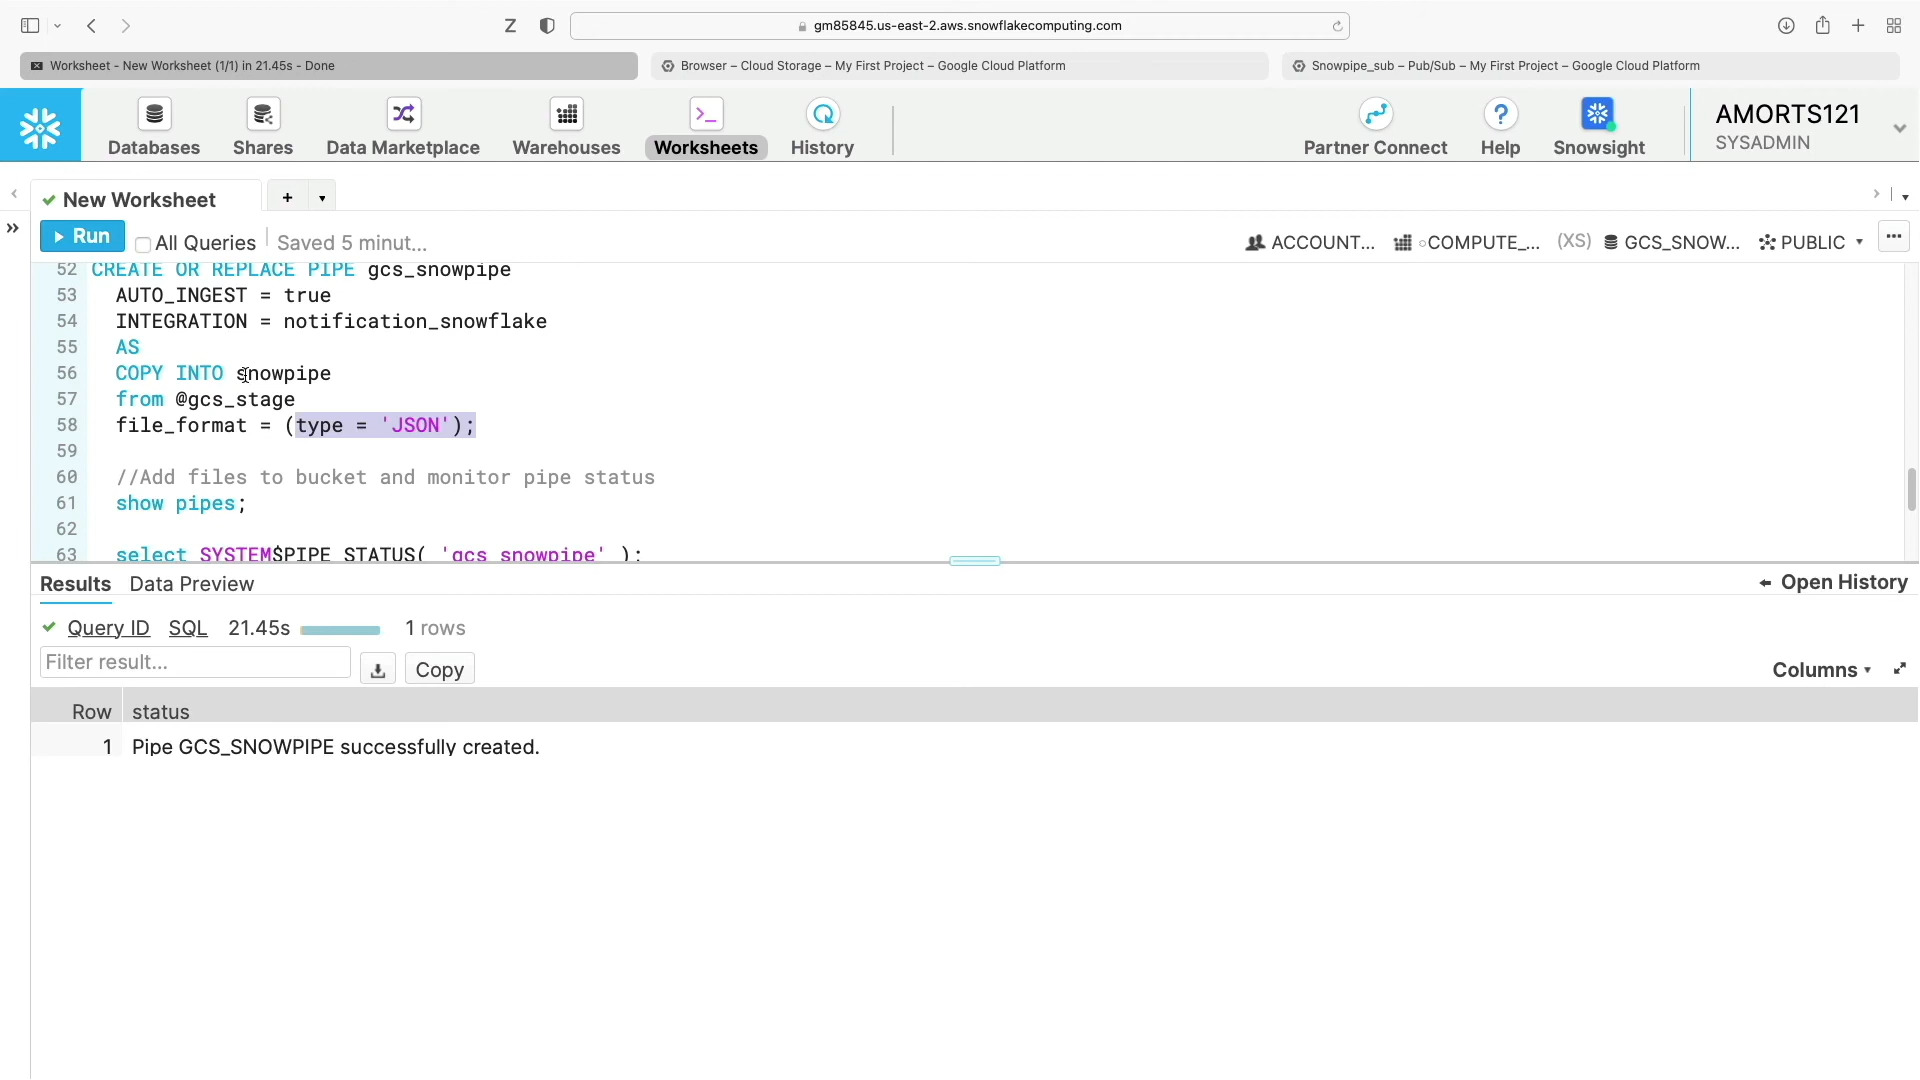 gm85845.us-east-2.aws.snowflakecomputing.com
Worksheet - New Worksheet (1/1) in 21.45s - Done
Browser – Cloud Storage – My First Project – Google Cloud Platform
Snowpipe_sub – Pub/Sub – My First Project – Google Cloud Platform
Databases
Shares
Data Marketplace
Warehouses
Worksheets
History
Partner Connect
Help
Snowsight
AMORTS121
SYSADMIN
New Worksheet
Run
All Queries
Saved 5 minut...
ACCOUNT...
COMPUTE_...
(XS)
GCS_SNOW...
PUBLIC
52 CREATE OR REPLACE PIPE gcs_snowpipe
53 AUTO_INGEST = true
54 INTEGRATION = notification_snowflake
55 AS
56 COPY INTO snowpipe
57 from @gcs_stage
58 file_format = (type = 'JSON');
59
60 //Add files to bucket and monitor pipe status
61 show pipes;
62
63 select SYSTEM$PIPE_STATUS( 'gcs_snowpipe' );
Results
Data Preview
Open History
Query ID
SQL
21.45s
1 rows
Filter result...
Copy
Columns
Row status
1 Pipe GCS_SNOWPIPE successfully created.